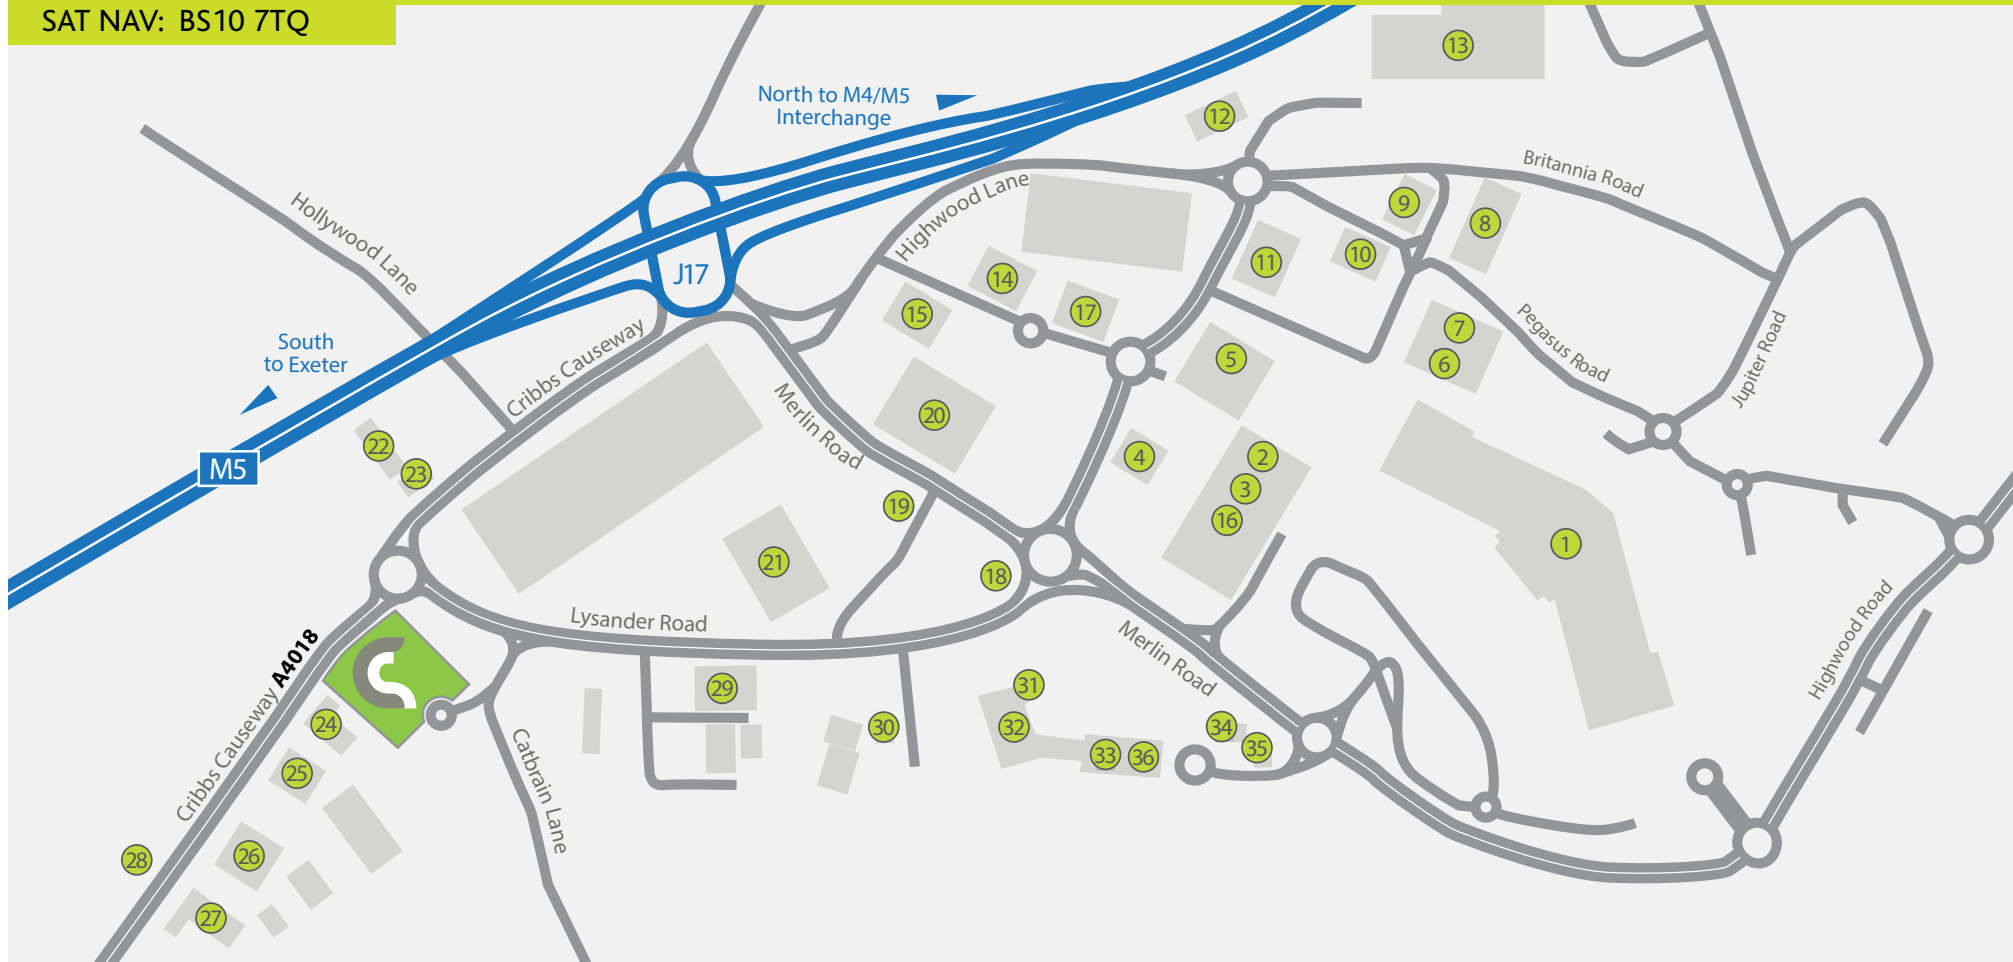 SAT NAV: BS10 7TQ
13
North to M4/M5
Interchange
12
Britannia Road
Hollywood Lane
Highwood Lane
9
8
11
10
J17
14
15
17
7
6
Pegasus Road
Jupiter Road
South
to Exeter
Cribbs Causeway
5
Merlin Road
20
22
23
M5
4
2
3
16
19
1
21
18
Lysander Road
Highwood Road
A4018
Cribbs Causeway
Merlin Road
24
25
29
31
32
30
34
35
33
36
Catbrain Lane
28
26
27